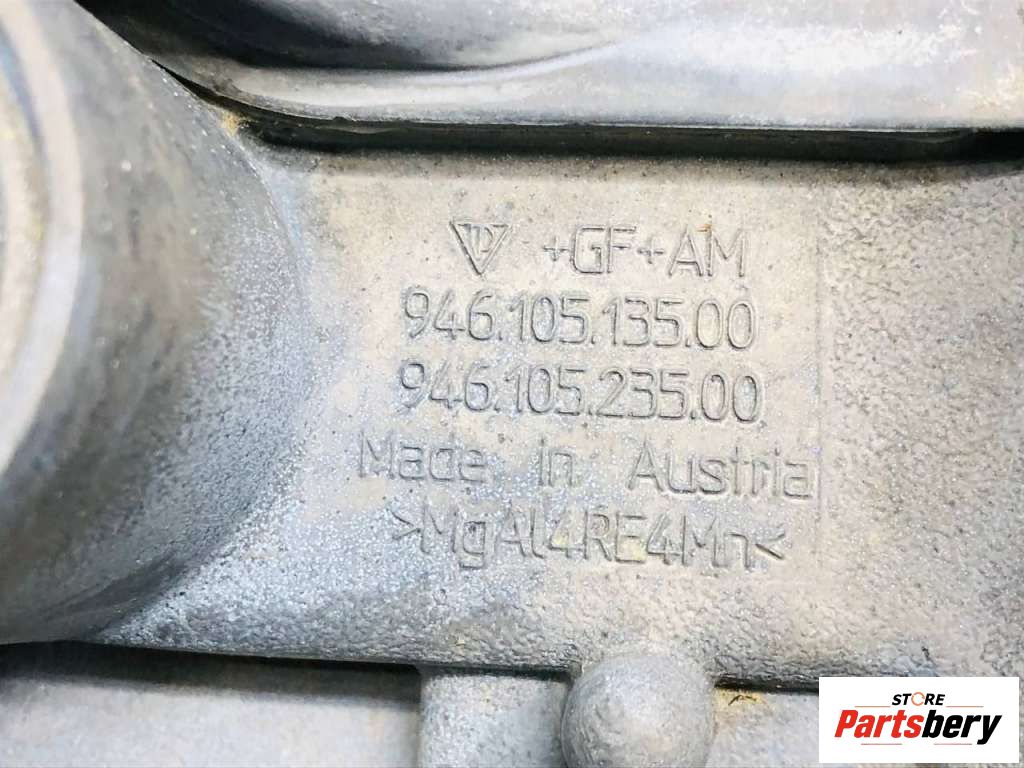 +GF+AM
946.105.135.00
946.105.235.00
Made in Austria
>MgAl4RE4Mn<
STORE
Partsbery